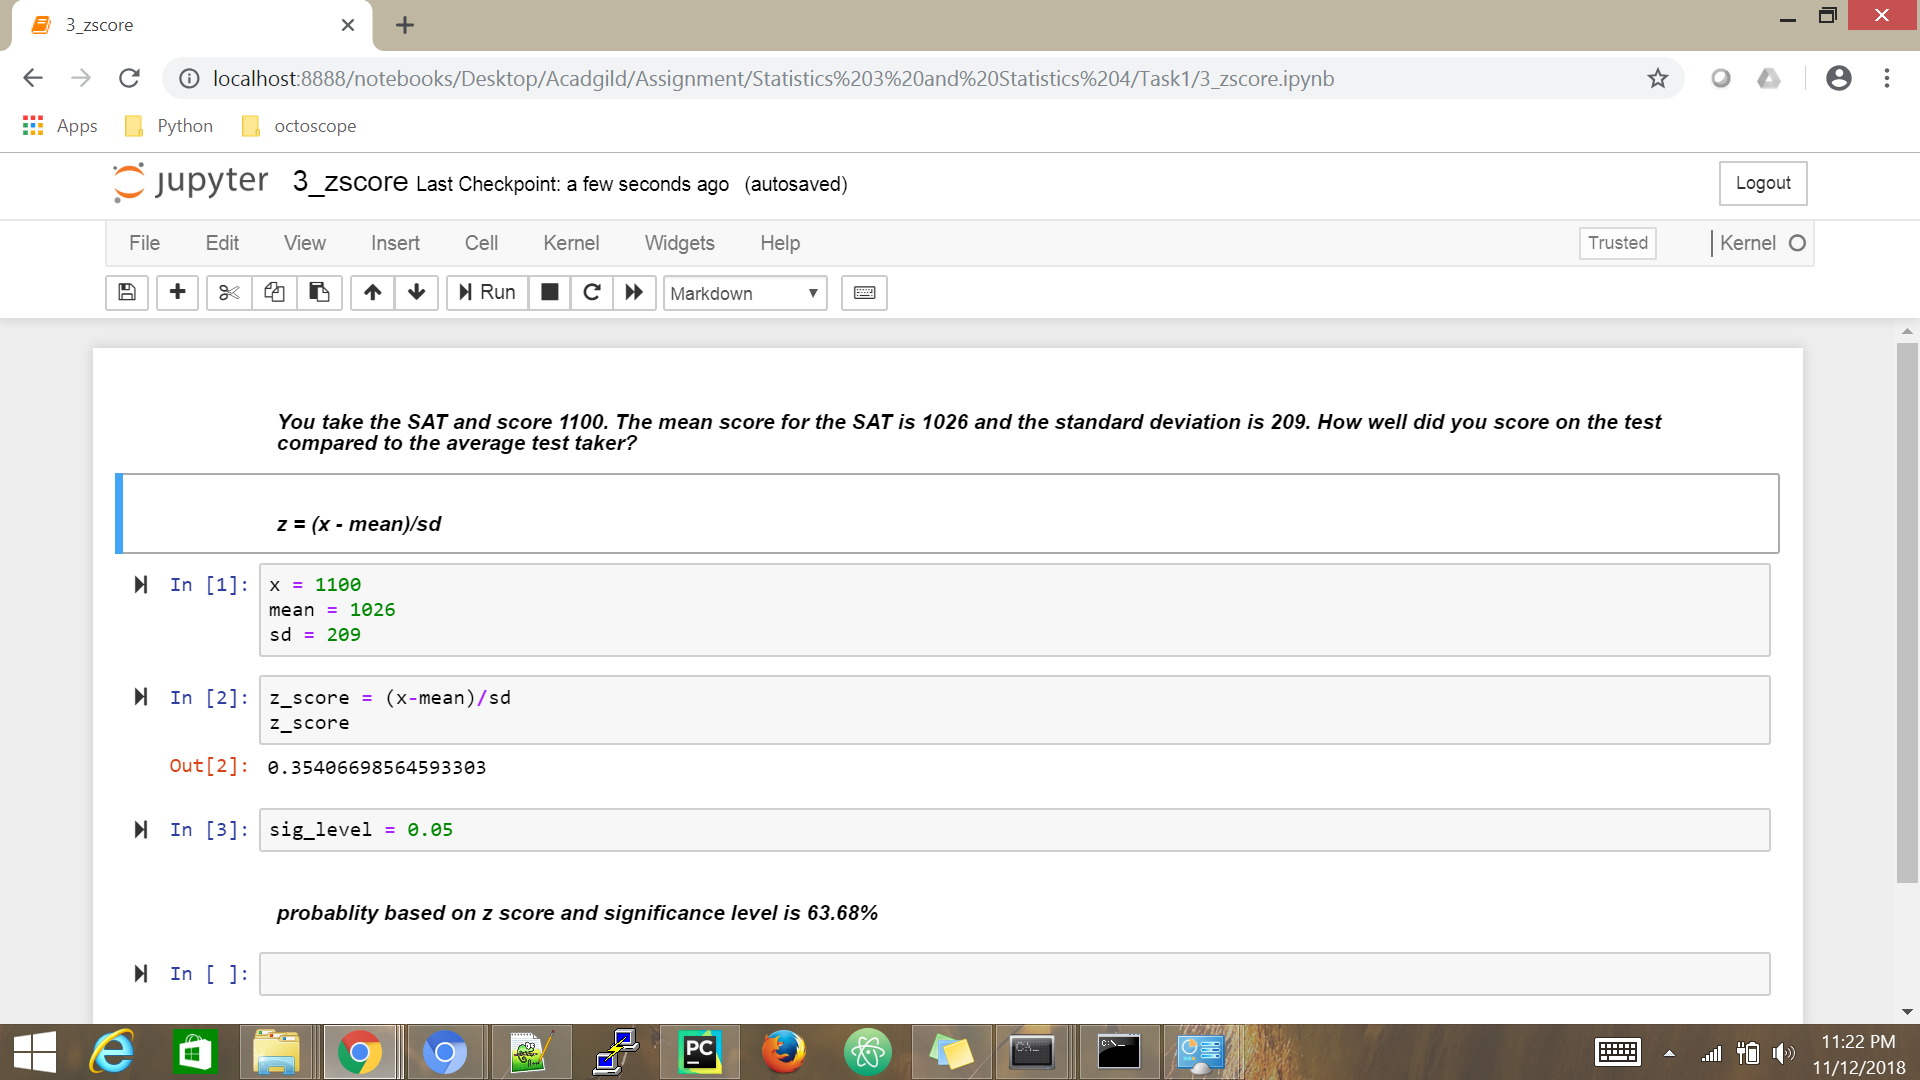 3_zscore
localhost:8888/notebooks/Desktop/Acadgild/Assignment/Statistics%203%20and%20Statistics%204/Task1/3_zscore.ipynb
Apps Python octoscope
jupyter 3_zscore Last Checkpoint: a few seconds ago (autosaved)
Logout
File Edit View Insert Cell Kernel Widgets Help
Trusted Kernel
Run Markdown
You take the SAT and score 1100. The mean score for the SAT is 1026 and the standard deviation is 209. How well did you score on the test
compared to the average test taker?
z = (x - mean)/sd
In [1]: x = 1100
mean = 1026
sd = 209
In [2]: z_score = (x-mean)/sd
z_score
Out[2]: 0.35406698564593303
In [3]: sig_level = 0.05
probablity based on z score and significance level is 63.68%
In [ ]:
PC
C:\_
C:\_
11:22 PM
11/12/2018